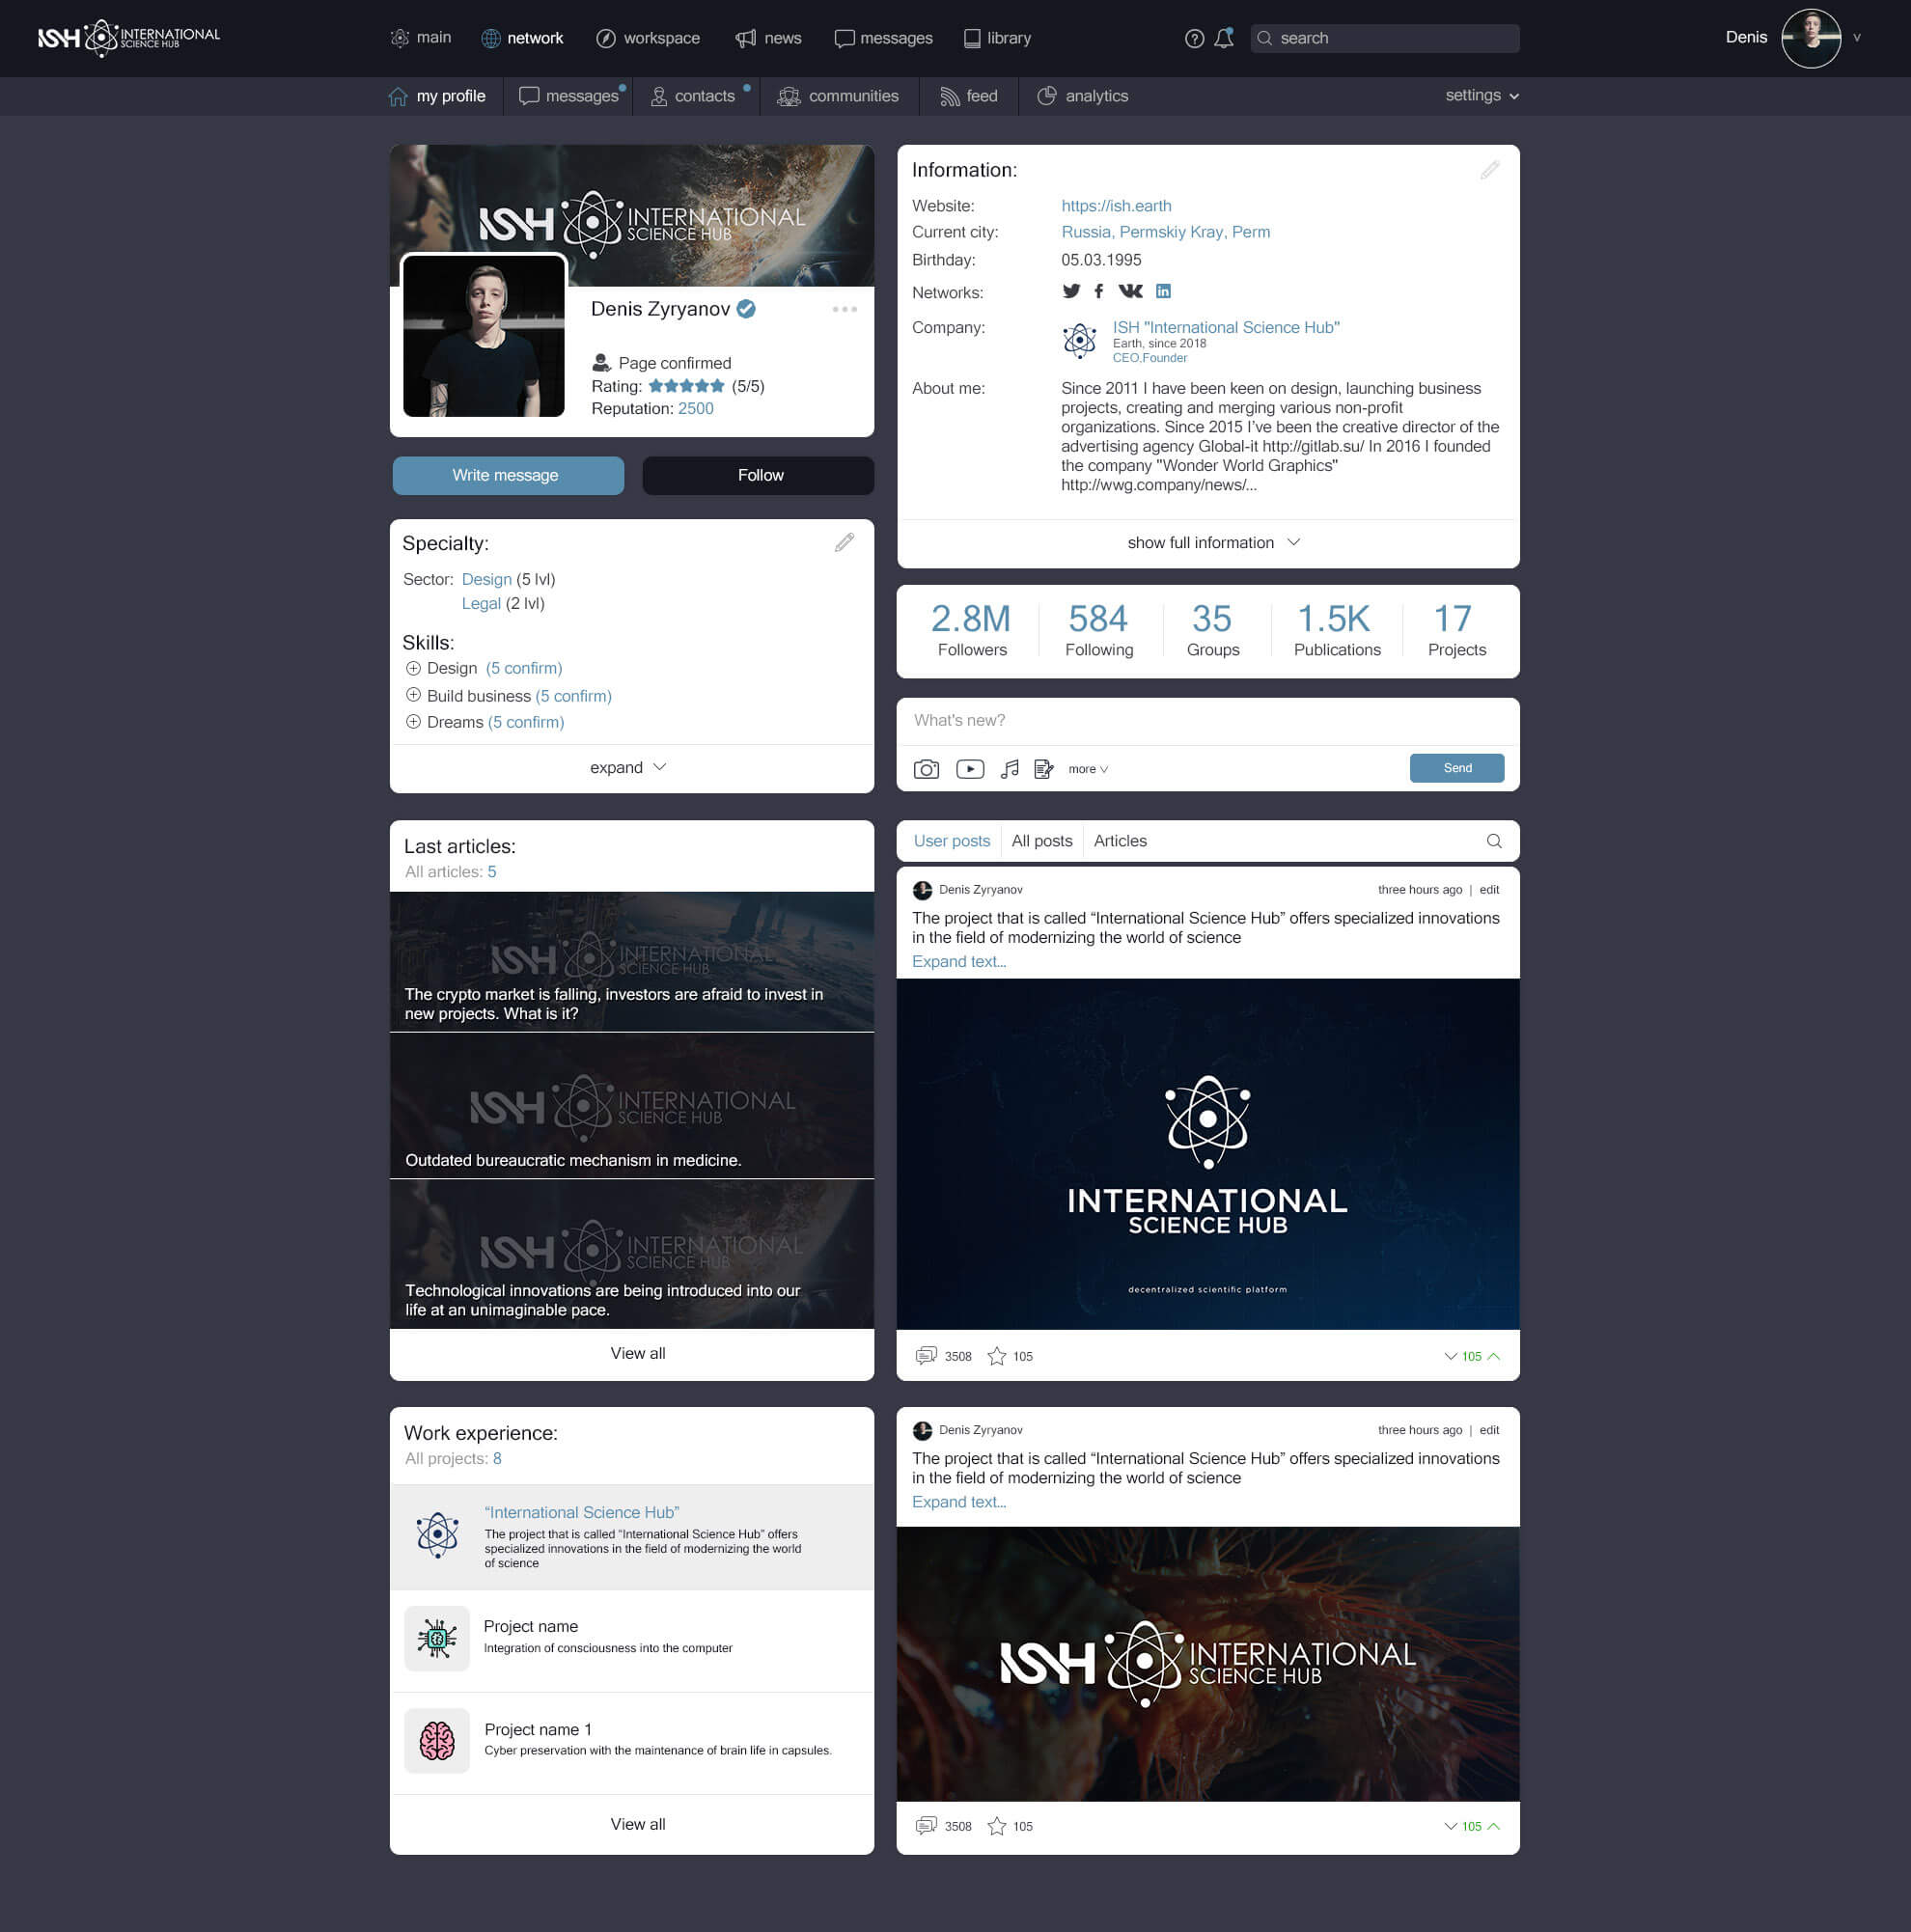 ISH INTERNATIONAL
SCIENCE HUB
main
network
workspace
news
messages
library
search
Denis
my profile
messages
contacts
communities
feed
analytics
settings
ISH INTERNATIONAL
SCIENCE HUB
Denis Zyryanov
Page confirmed
Rating: (5/5)
Reputation: 2500
Write message
Follow
Specialty:
Sector: Design (5 lvl)
Legal (2 lvl)
Skills:
Design (5 confirm)
Build business (5 confirm)
Dreams (5 confirm)
expand
Last articles:
All articles: 5
ISH INTERNATIONAL
SCIENCE HUB
The crypto market is falling, investors are afraid to invest in
new projects. What is it?
ISH INTERNATIONAL
SCIENCE HUB
Outdated bureaucratic mechanism in medicine.
ISH INTERNATIONAL
SCIENCE HUB
Technological innovations are being introduced into our
life at an unimaginable pace.
View all
Work experience:
All projects: 8
“International Science Hub”
The project that is called “International Science Hub” offers
specialized innovations in the field of modernizing the world
of science
Project name
Integration of consciousness into the computer
Project name 1
Cyber preservation with the maintenance of brain life in capsules.
View all
Information:
Website: https://ish.earth
Current city: Russia, Permskiy Kray, Perm
Birthday: 05.03.1995
Networks:
Company: ISH "International Science Hub"
Earth, since 2018
CEO,Founder
About me: Since 2011 I have been keen on design, launching business
projects, creating and merging various non-profit
organizations. Since 2015 I’ve been the creative director of the
advertising agency Global-it http://gitlab.su/ In 2016 I founded
the company "Wonder World Graphics"
http://wwg.company/news/...
show full information
2.8M 584 35 1.5K 17
Followers Following Groups Publications Projects
What's new?
more
Send
User posts All posts Articles
Denis Zyryanov three hours ago | edit
The project that is called “International Science Hub” offers specialized innovations
in the field of modernizing the world of science
Expand text...
INTERNATIONAL
SCIENCE HUB
decentralized scientific platform
3508 105 105
Denis Zyryanov three hours ago | edit
The project that is called “International Science Hub” offers specialized innovations
in the field of modernizing the world of science
Expand text...
ISH INTERNATIONAL
SCIENCE HUB
3508 105 105